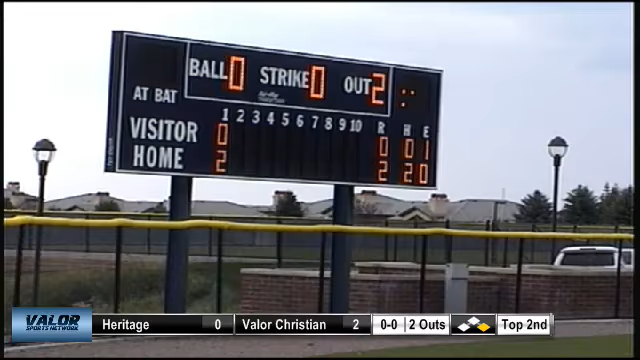 BALL 0 STRIKE 0 OUT 2
AT BAT
1 2 3 4 5 6 7 8 9 10 R H E
VISITOR 0 0 0 1
HOME 2 2 2 0
VALOR Heritage 0 Valor Christian 2 0-0 2 Outs Top 2nd
SPORTS NETWORK